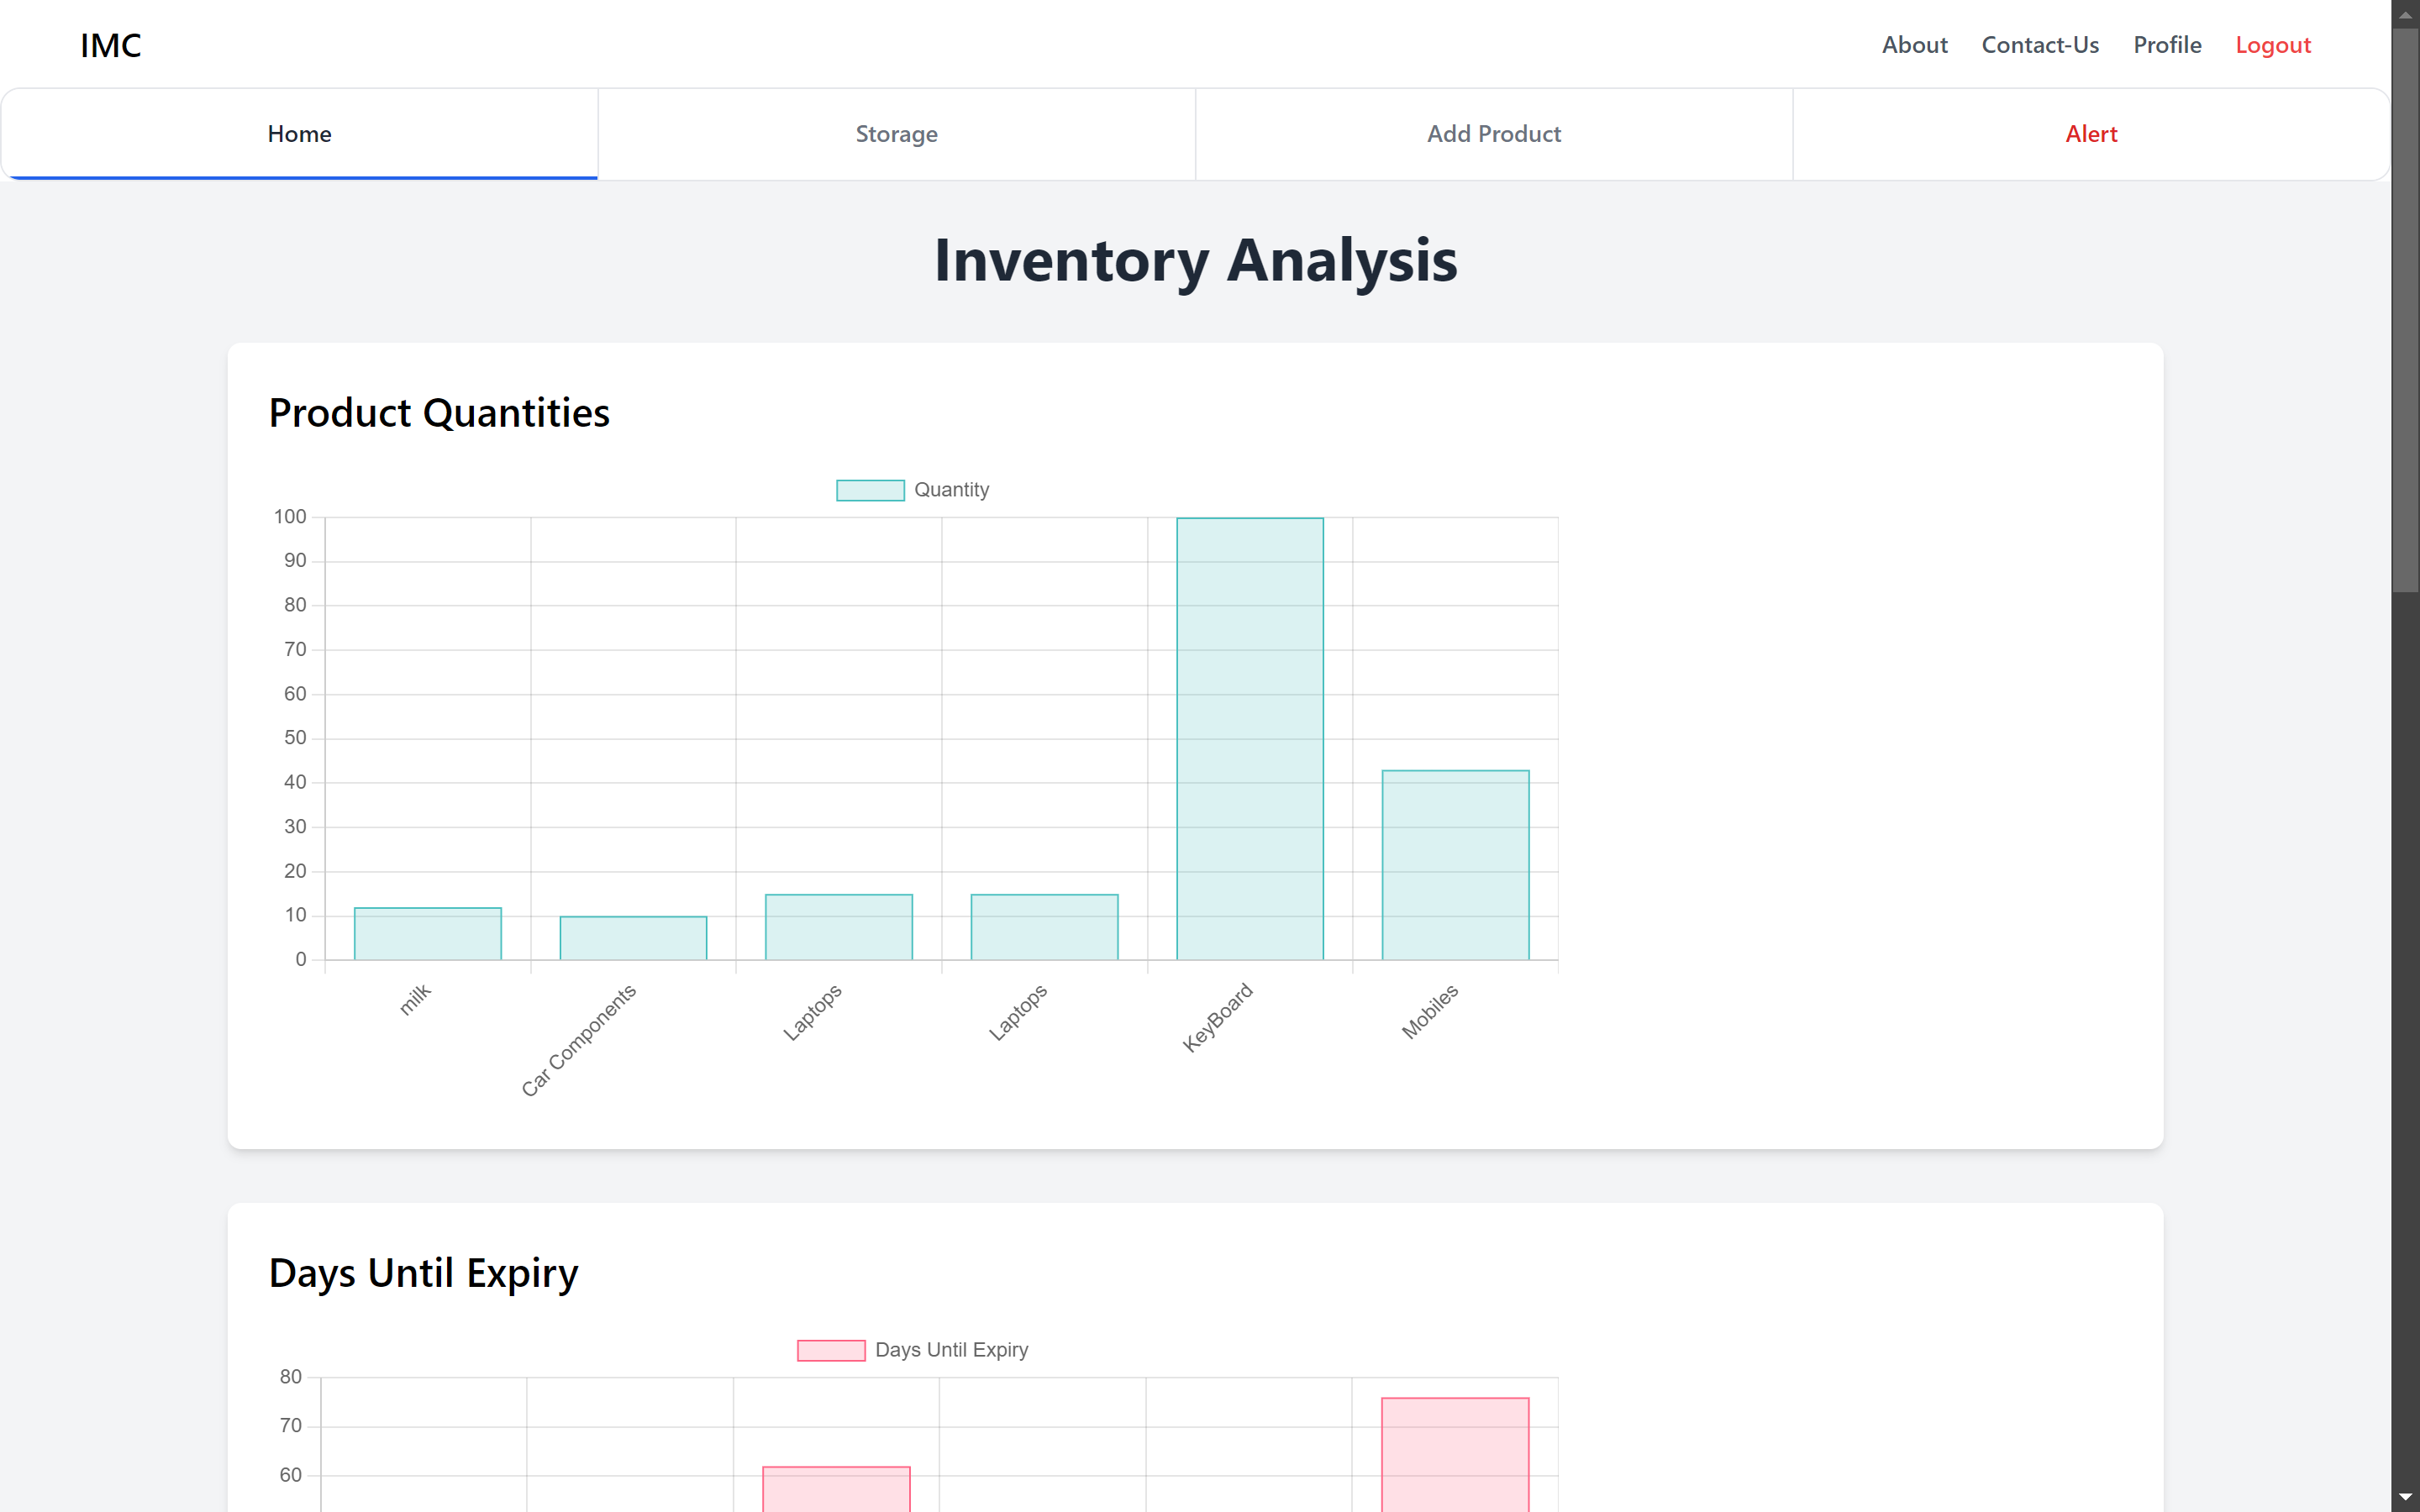 IMC
About Contact-Us Profile Logout
Home Storage Add Product Alert
Inventory Analysis
Product Quantities
Quantity
100
90
80
70
60
50
40
30
20
10
0
milk Car Components Laptops Laptops KeyBoard Mobiles
Days Until Expiry
Days Until Expiry
80
70
60